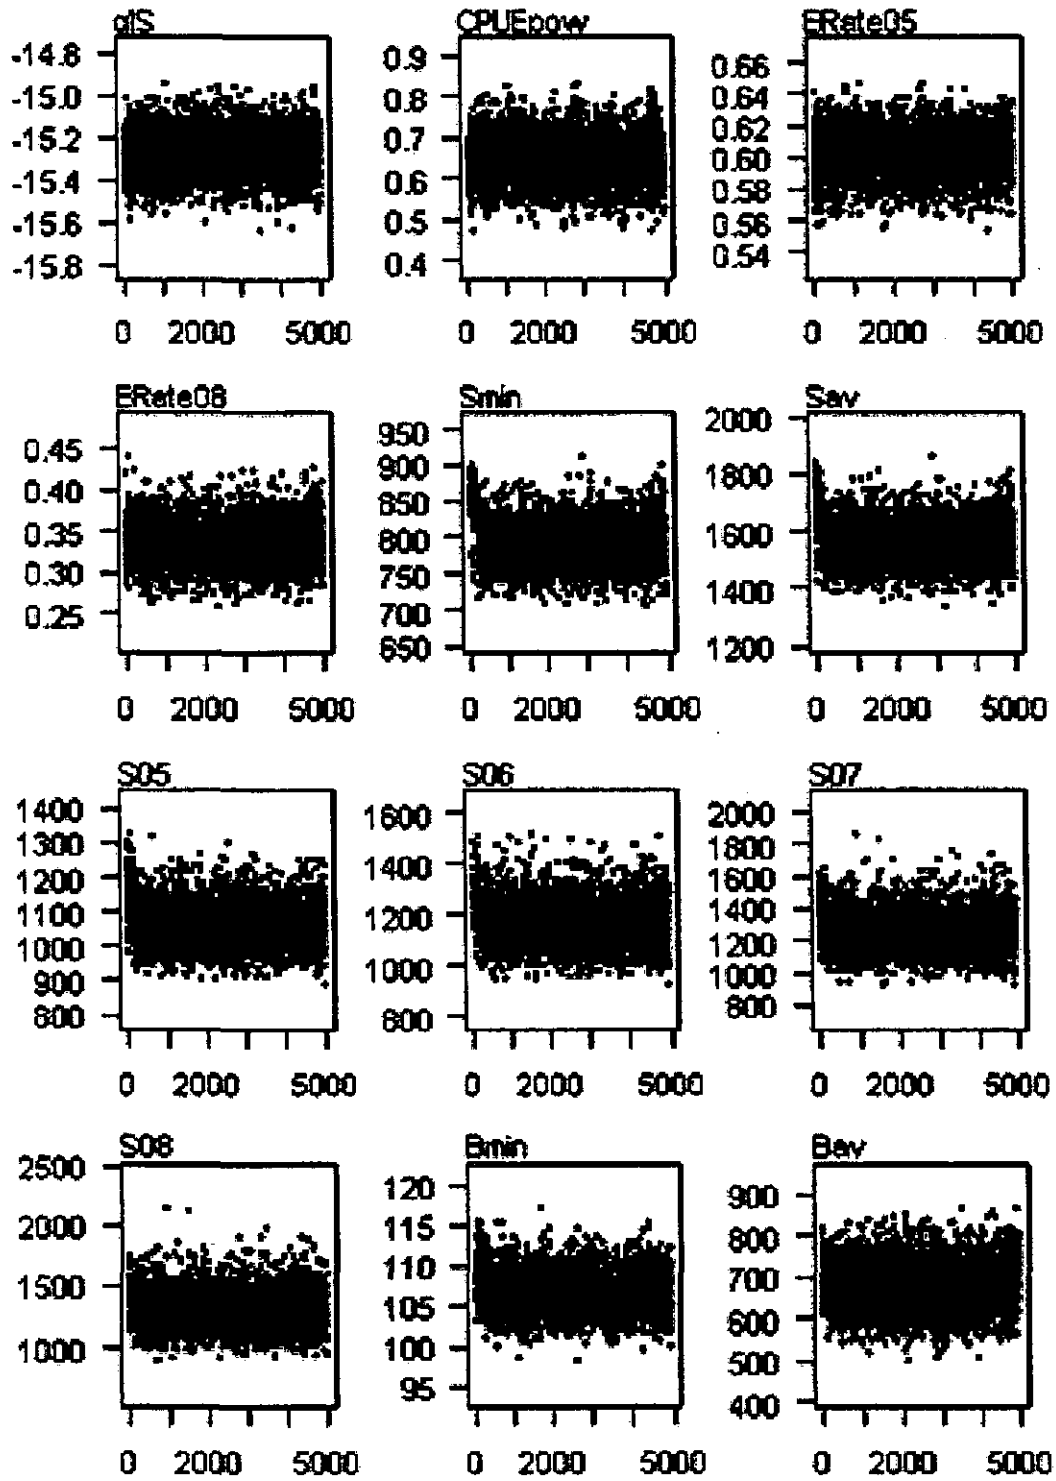 qIS CPUEpow ERate05
-14.8 0.9 0.66
-15.0 0.8 0.64
-15.2 0.7 0.62
-15.4 0.6 0.60
-15.6 0.5 0.58
-15.8 0.4 0.56
0.54
0 2000 5000 0 2000 5000 0 2000 5000
ERate08 Smin Sav
0.45 950 2000
0.40 900 1800
0.35 850 1600
0.30 800 1400
0.25 750 1200
700
650
0 2000 5000 0 2000 5000 0 2000 5000
S05 S06 S07
1400 1600 2000
1300 1400 1800
1200 1200 1600
1100 1000 1400
1000 800 1200
900 1000
800 800
0 2000 5000 0 2000 5000 0 2000 5000
S08 Bmin Bav
2500 120 900
2000 115 800
1500 110 700
1000 105 600
100 500
95 400
0 2000 5000 0 2000 5000 0 2000 5000